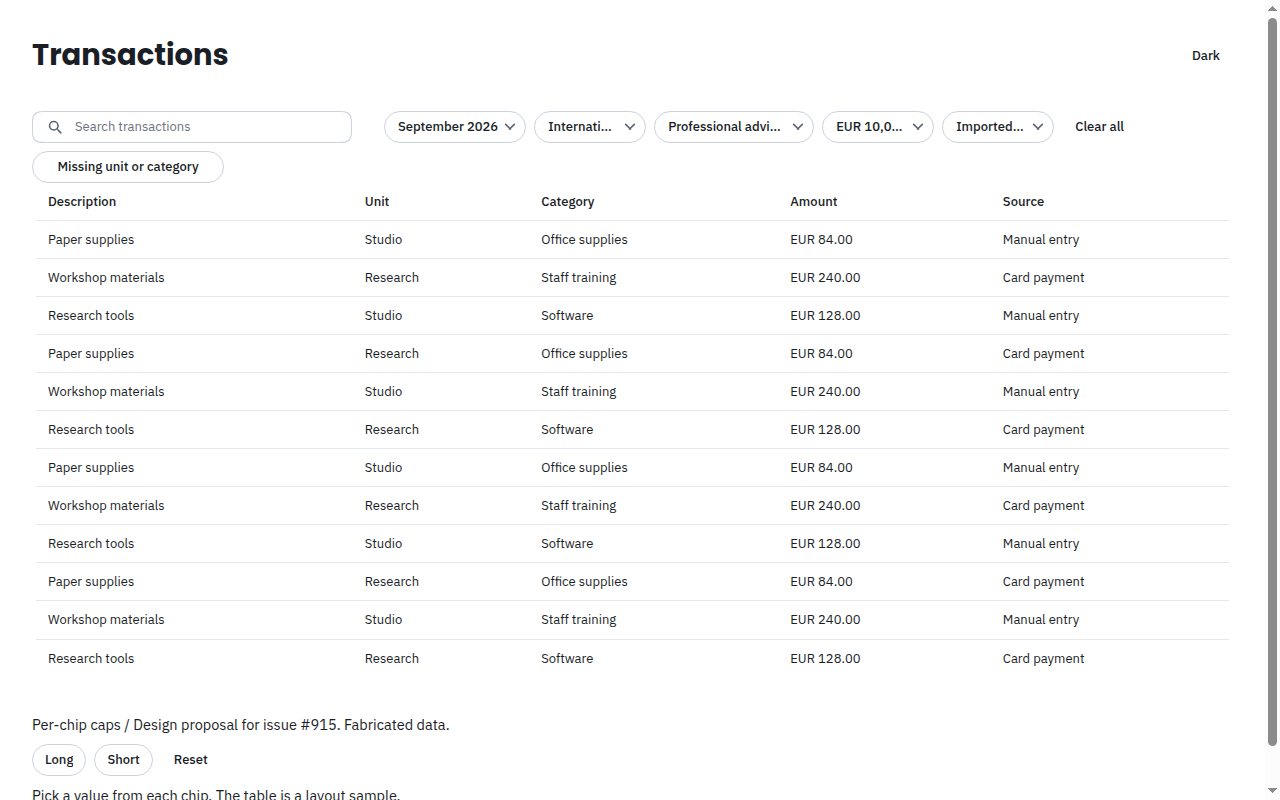 Transactions
Dark
Search transactions
September 2026
Internati...
Professional advi...
EUR 10,0...
Imported...
Clear all
Missing unit or category
Description Unit Category Amount Source
Paper supplies Studio Office supplies EUR 84.00 Manual entry
Workshop materials Research Staff training EUR 240.00 Card payment
Research tools Studio Software EUR 128.00 Manual entry
Paper supplies Research Office supplies EUR 84.00 Card payment
Workshop materials Studio Staff training EUR 240.00 Manual entry
Research tools Research Software EUR 128.00 Card payment
Paper supplies Studio Office supplies EUR 84.00 Manual entry
Workshop materials Research Staff training EUR 240.00 Card payment
Research tools Studio Software EUR 128.00 Manual entry
Paper supplies Research Office supplies EUR 84.00 Card payment
Workshop materials Studio Staff training EUR 240.00 Manual entry
Research tools Research Software EUR 128.00 Card payment
Per-chip caps / Design proposal for issue #915. Fabricated data.
Long Short Reset
Pick a value from each chip. The table is a layout sample.